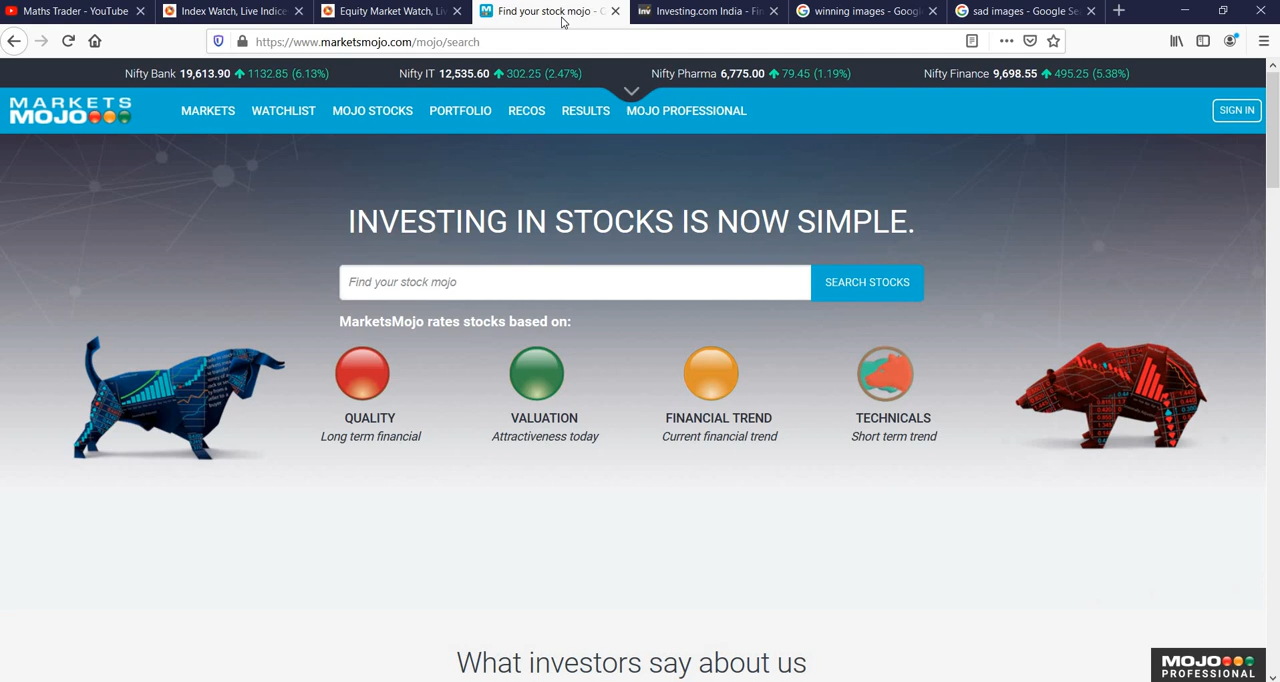 Maths Trader - YouTube
Index Watch, Live Indices
Equity Market Watch, Liv
Find your stock mojo - C
Investing.com India - Fin
winning images - Googl
sad images - Google Se
https://www.marketsmojo.com/mojo/search
Nifty Bank 19,613.90 1132.85 (6.13%)
Nifty IT 12,535.60 302.25 (2.47%)
Nifty Pharma 6,775.00 79.45 (1.19%)
Nifty Finance 9,698.55 495.25 (5.38%)
MARKETS
MOJO
MARKETS
WATCHLIST
MOJO STOCKS
PORTFOLIO
RECOS
RESULTS
MOJO PROFESSIONAL
SIGN IN
INVESTING IN STOCKS IS NOW SIMPLE.
Find your stock mojo
SEARCH STOCKS
MarketsMojo rates stocks based on:
QUALITY
Long term financial
VALUATION
Attractiveness today
FINANCIAL TREND
Current financial trend
TECHNICALS
Short term trend
What investors say about us
MOJO
PROFESSIONAL